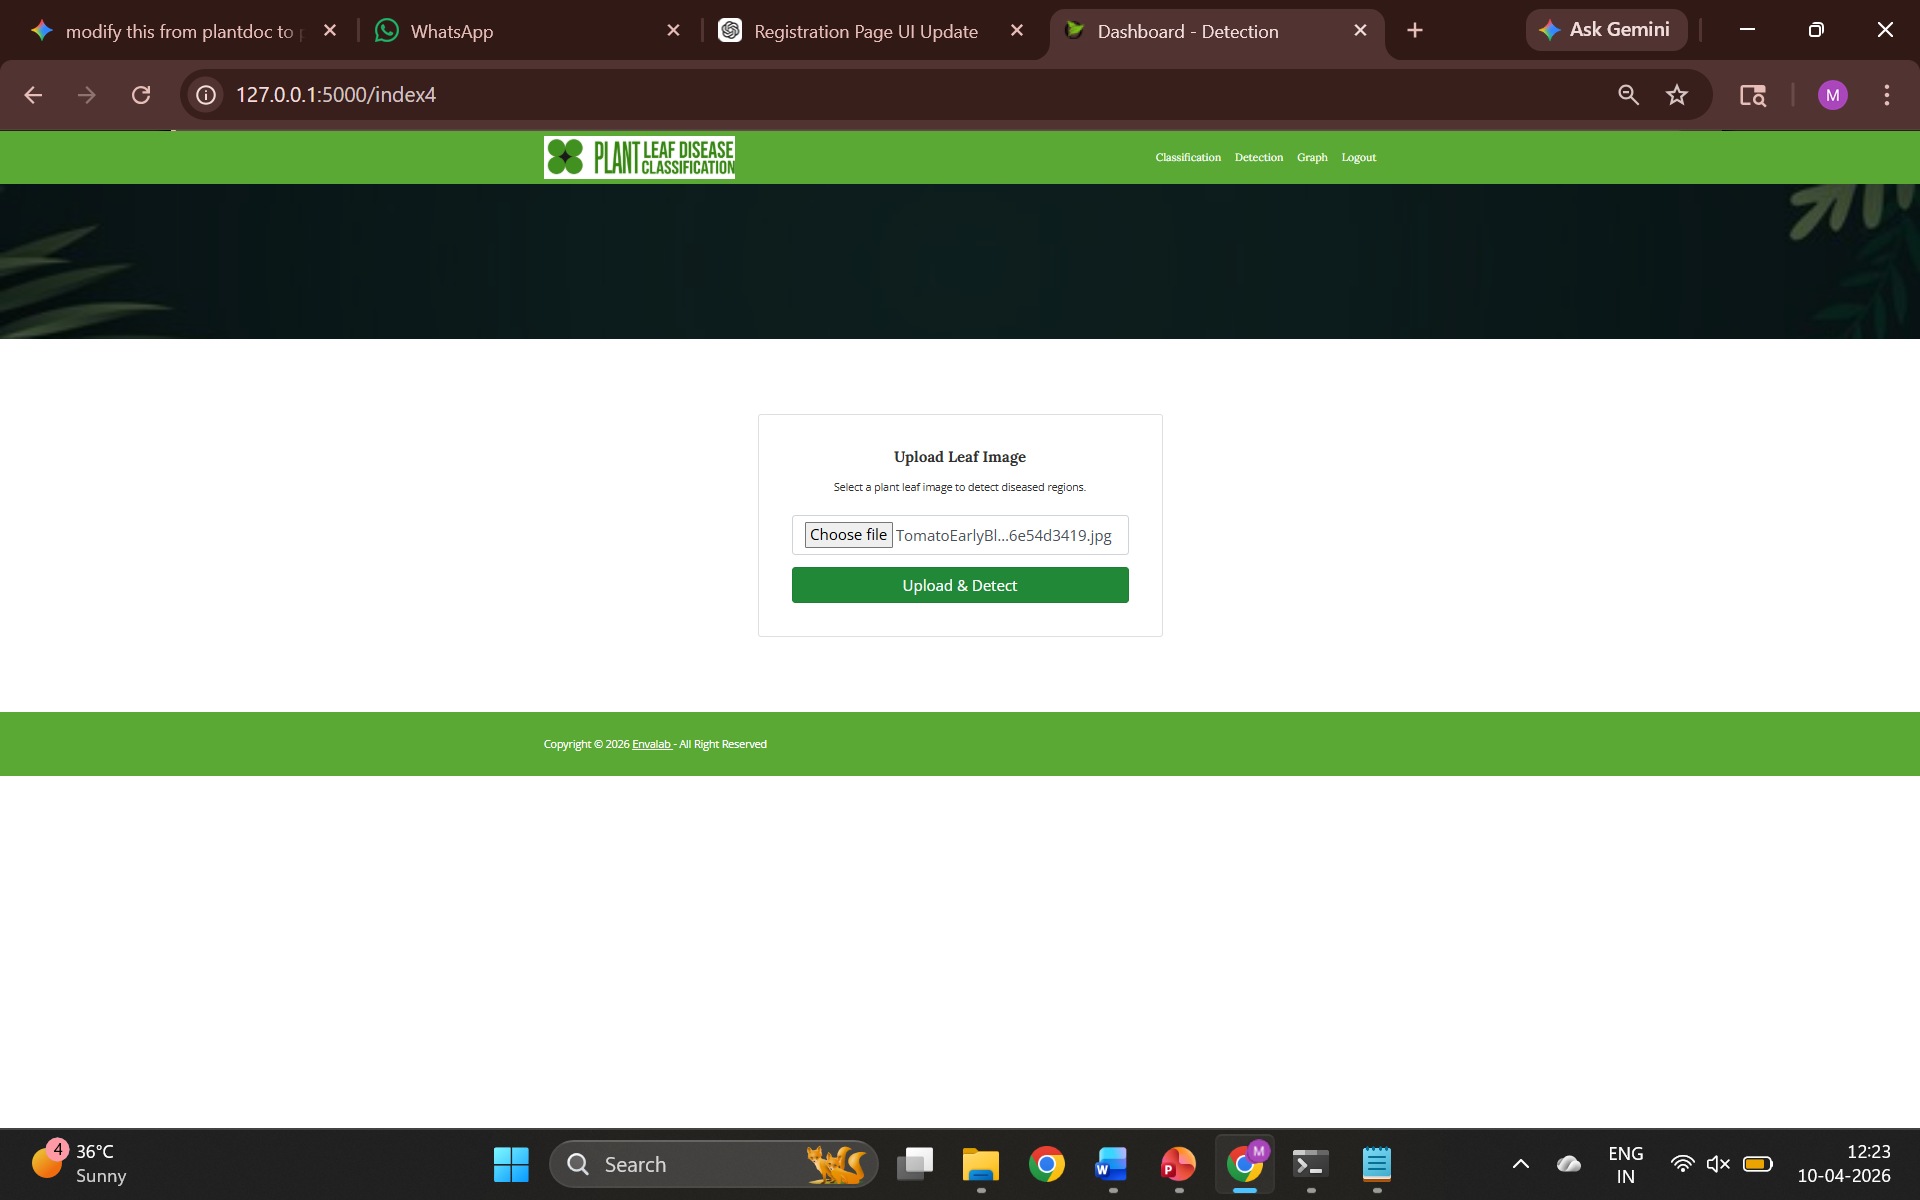 modify this from plantdoc to
WhatsApp
Registration Page UI Update
Dashboard - Detection
Ask Gemini
127.0.0.1:5000/index4
M
PLANT LEAF DISEASE
CLASSIFICATION
Classification Detection Graph Logout
Upload Leaf Image
Select a plant leaf image to detect diseased regions.
Choose file TomatoEarlyBl...6e54d3419.jpg
Upload & Detect
Copyright © 2026 Envalab - All Right Reserved
4
36°C
Sunny
Search
W
P
M
ENG
IN
12:23
10-04-2026